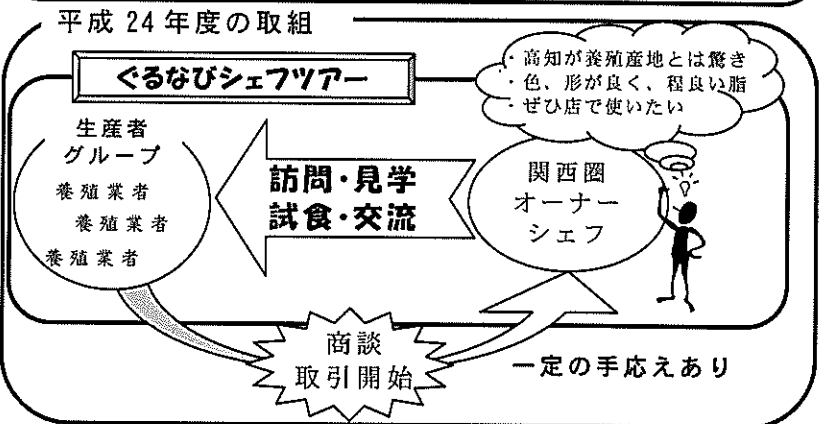 平成24年度の取組
ぐるなびシェフツアー
・高知が養殖産地とは驚き
・色、形が良く、程良い脂
・ぜひ店で使いたい
生産者
グループ
養殖業者
養殖業者
養殖業者
訪問・見学
試食・交流
関西圏
オーナー
シェフ
商談
取引開始
一定の手応えあり